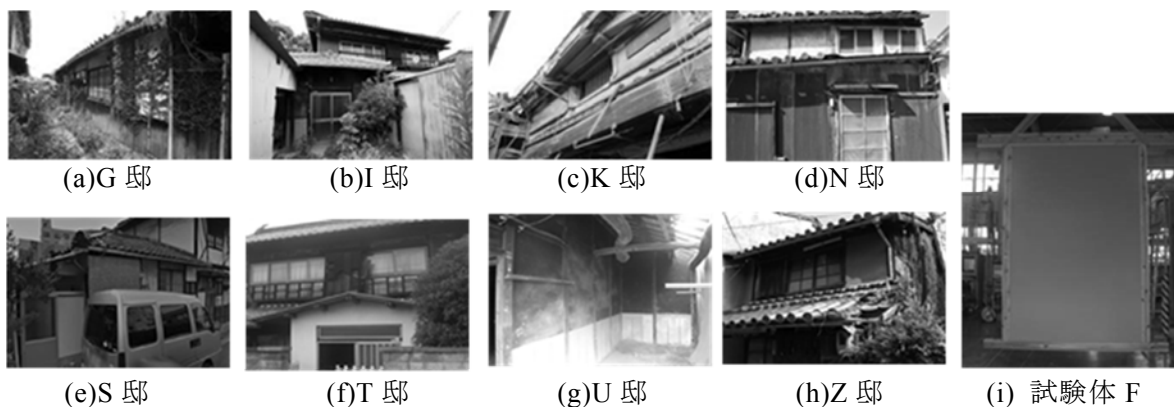 (a)G 邸
(b)I 邸
(c)K 邸
(d)N 邸
(e)S 邸
(f)T 邸
(g)U 邸
(h)Z 邸
(i) 試験体 F